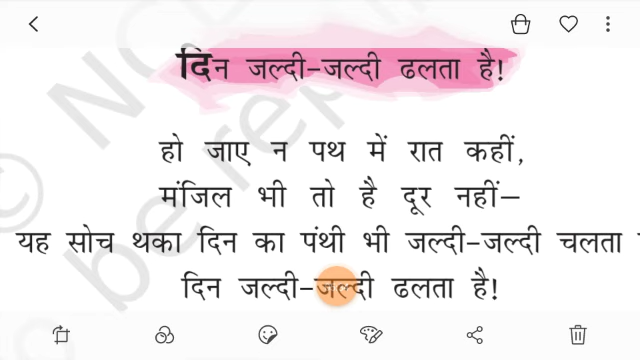 दिन जल्दी-जल्दी ढलता है!
हो जाए न पथ में रात कहीं,
मंजिल भी तो है दूर नहीं—
यह सोच थका दिन का पंथी भी जल्दी-जल्दी चलता
दिन जल्दी-जल्दी ढलता है!